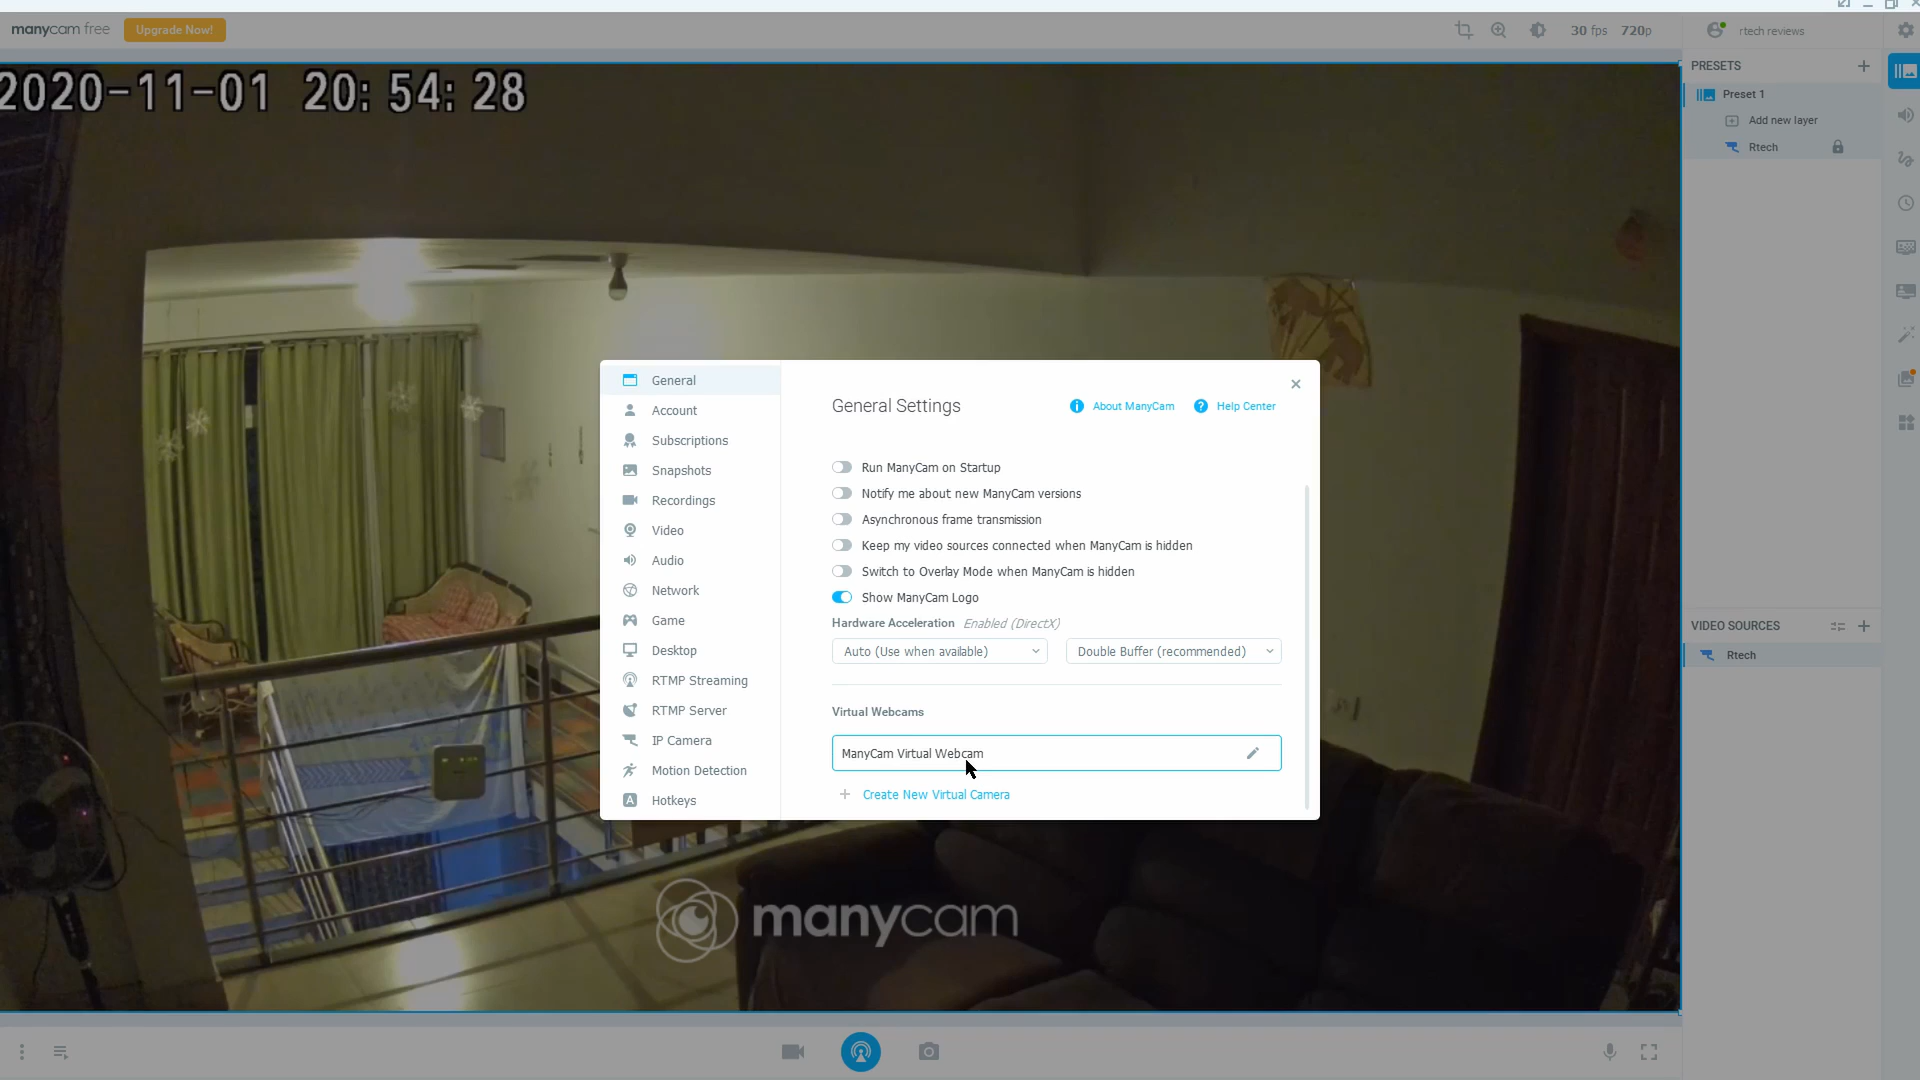 manycam free
Upgrade Now!
30 fps
720p
rtech reviews
2020-11-01 20:54:28
PRESETS
Preset 1
Add new layer
Rtech
General
Account
Subscriptions
Snapshots
Recordings
Video
Audio
Network
Game
Desktop
RTMP Streaming
RTMP Server
IP Camera
Motion Detection
Hotkeys
General Settings
About ManyCam
Help Center
Run ManyCam on Startup
Notify me about new ManyCam versions
Asynchronous frame transmission
Keep my video sources connected when ManyCam is hidden
Switch to Overlay Mode when ManyCam is hidden
Show ManyCam Logo
Hardware Acceleration Enabled (DirectX)
Auto (Use when available)
Double Buffer (recommended)
Virtual Webcams
ManyCam Virtual Webcam
Create New Virtual Camera
VIDEO SOURCES
Rtech
manycam